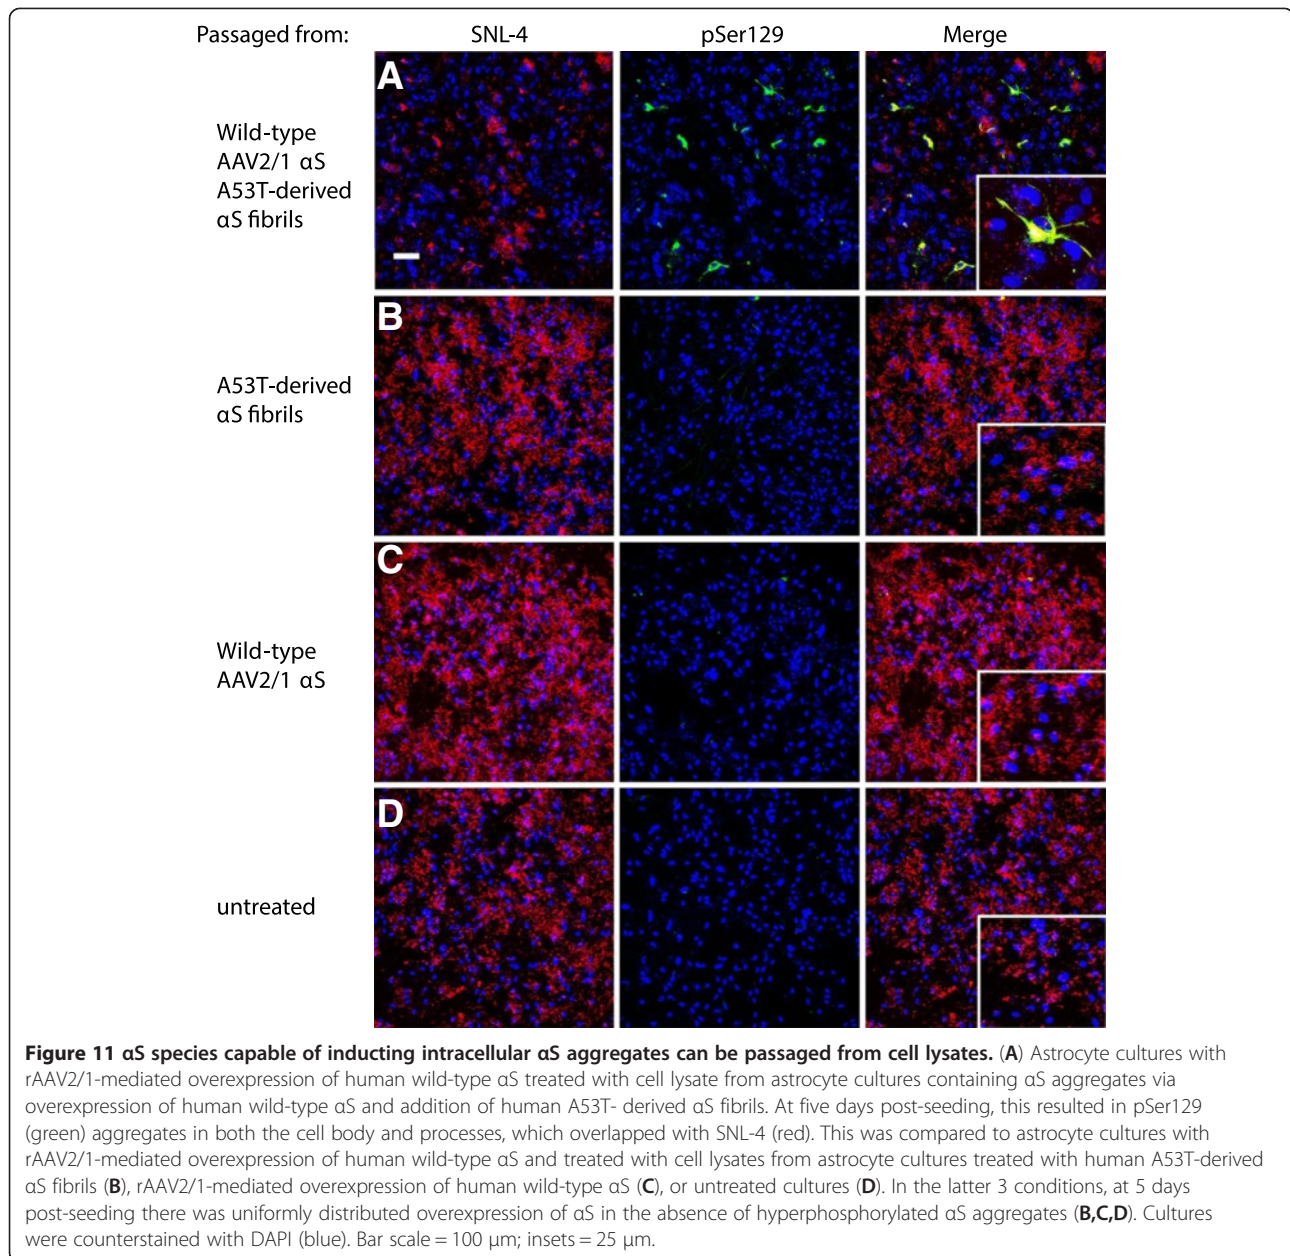 Passaged from: SNL-4 pSer129 Merge
A
Wild-type
AAV2/1 αS
A53T-derived
αS fibrils
B
A53T-derived
αS fibrils
C
Wild-type
AAV2/1 αS
D
untreated
Figure 11 αS species capable of inducting intracellular αS aggregates can be passaged from cell lysates. (A) Astrocyte cultures with
rAAV2/1-mediated overexpression of human wild-type αS treated with cell lysate from astrocyte cultures containing αS aggregates via
overexpression of human wild-type αS and addition of human A53T- derived αS fibrils. At five days post-seeding, this resulted in pSer129
(green) aggregates in both the cell body and processes, which overlapped with SNL-4 (red). This was compared to astrocyte cultures with
rAAV2/1-mediated overexpression of human wild-type αS and treated with cell lysates from astrocyte cultures treated with human A53T-derived
αS fibrils (B), rAAV2/1-mediated overexpression of human wild-type αS (C), or untreated cultures (D). In the latter 3 conditions, at 5 days
post-seeding there was uniformly distributed overexpression of αS in the absence of hyperphosphorylated αS aggregates (B,C,D). Cultures
were counterstained with DAPI (blue). Bar scale = 100 μm; insets = 25 μm.